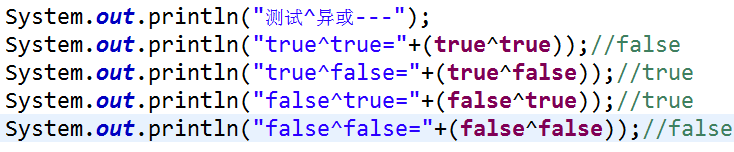 System.out.println("测试^异或---");
System.out.println("true^true="+(true^true));//false
System.out.println("true^false="+(true^false));//true
System.out.println("false^true="+(false^true));//true
System.out.println("false^false="+(false^false));//false